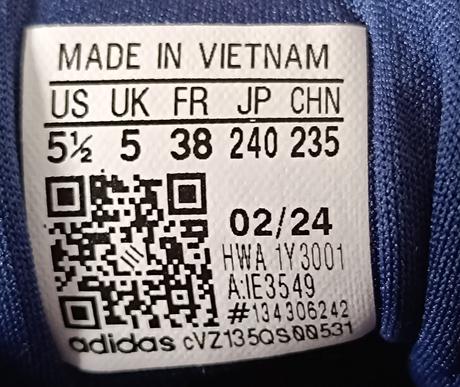 MADE IN VIETNAM
US UK FR JP CHN
5½ 5 38 240 235
02/24
HWA 1Y3001
A:IE3549
#134306242
adidas cVZ135QS00531